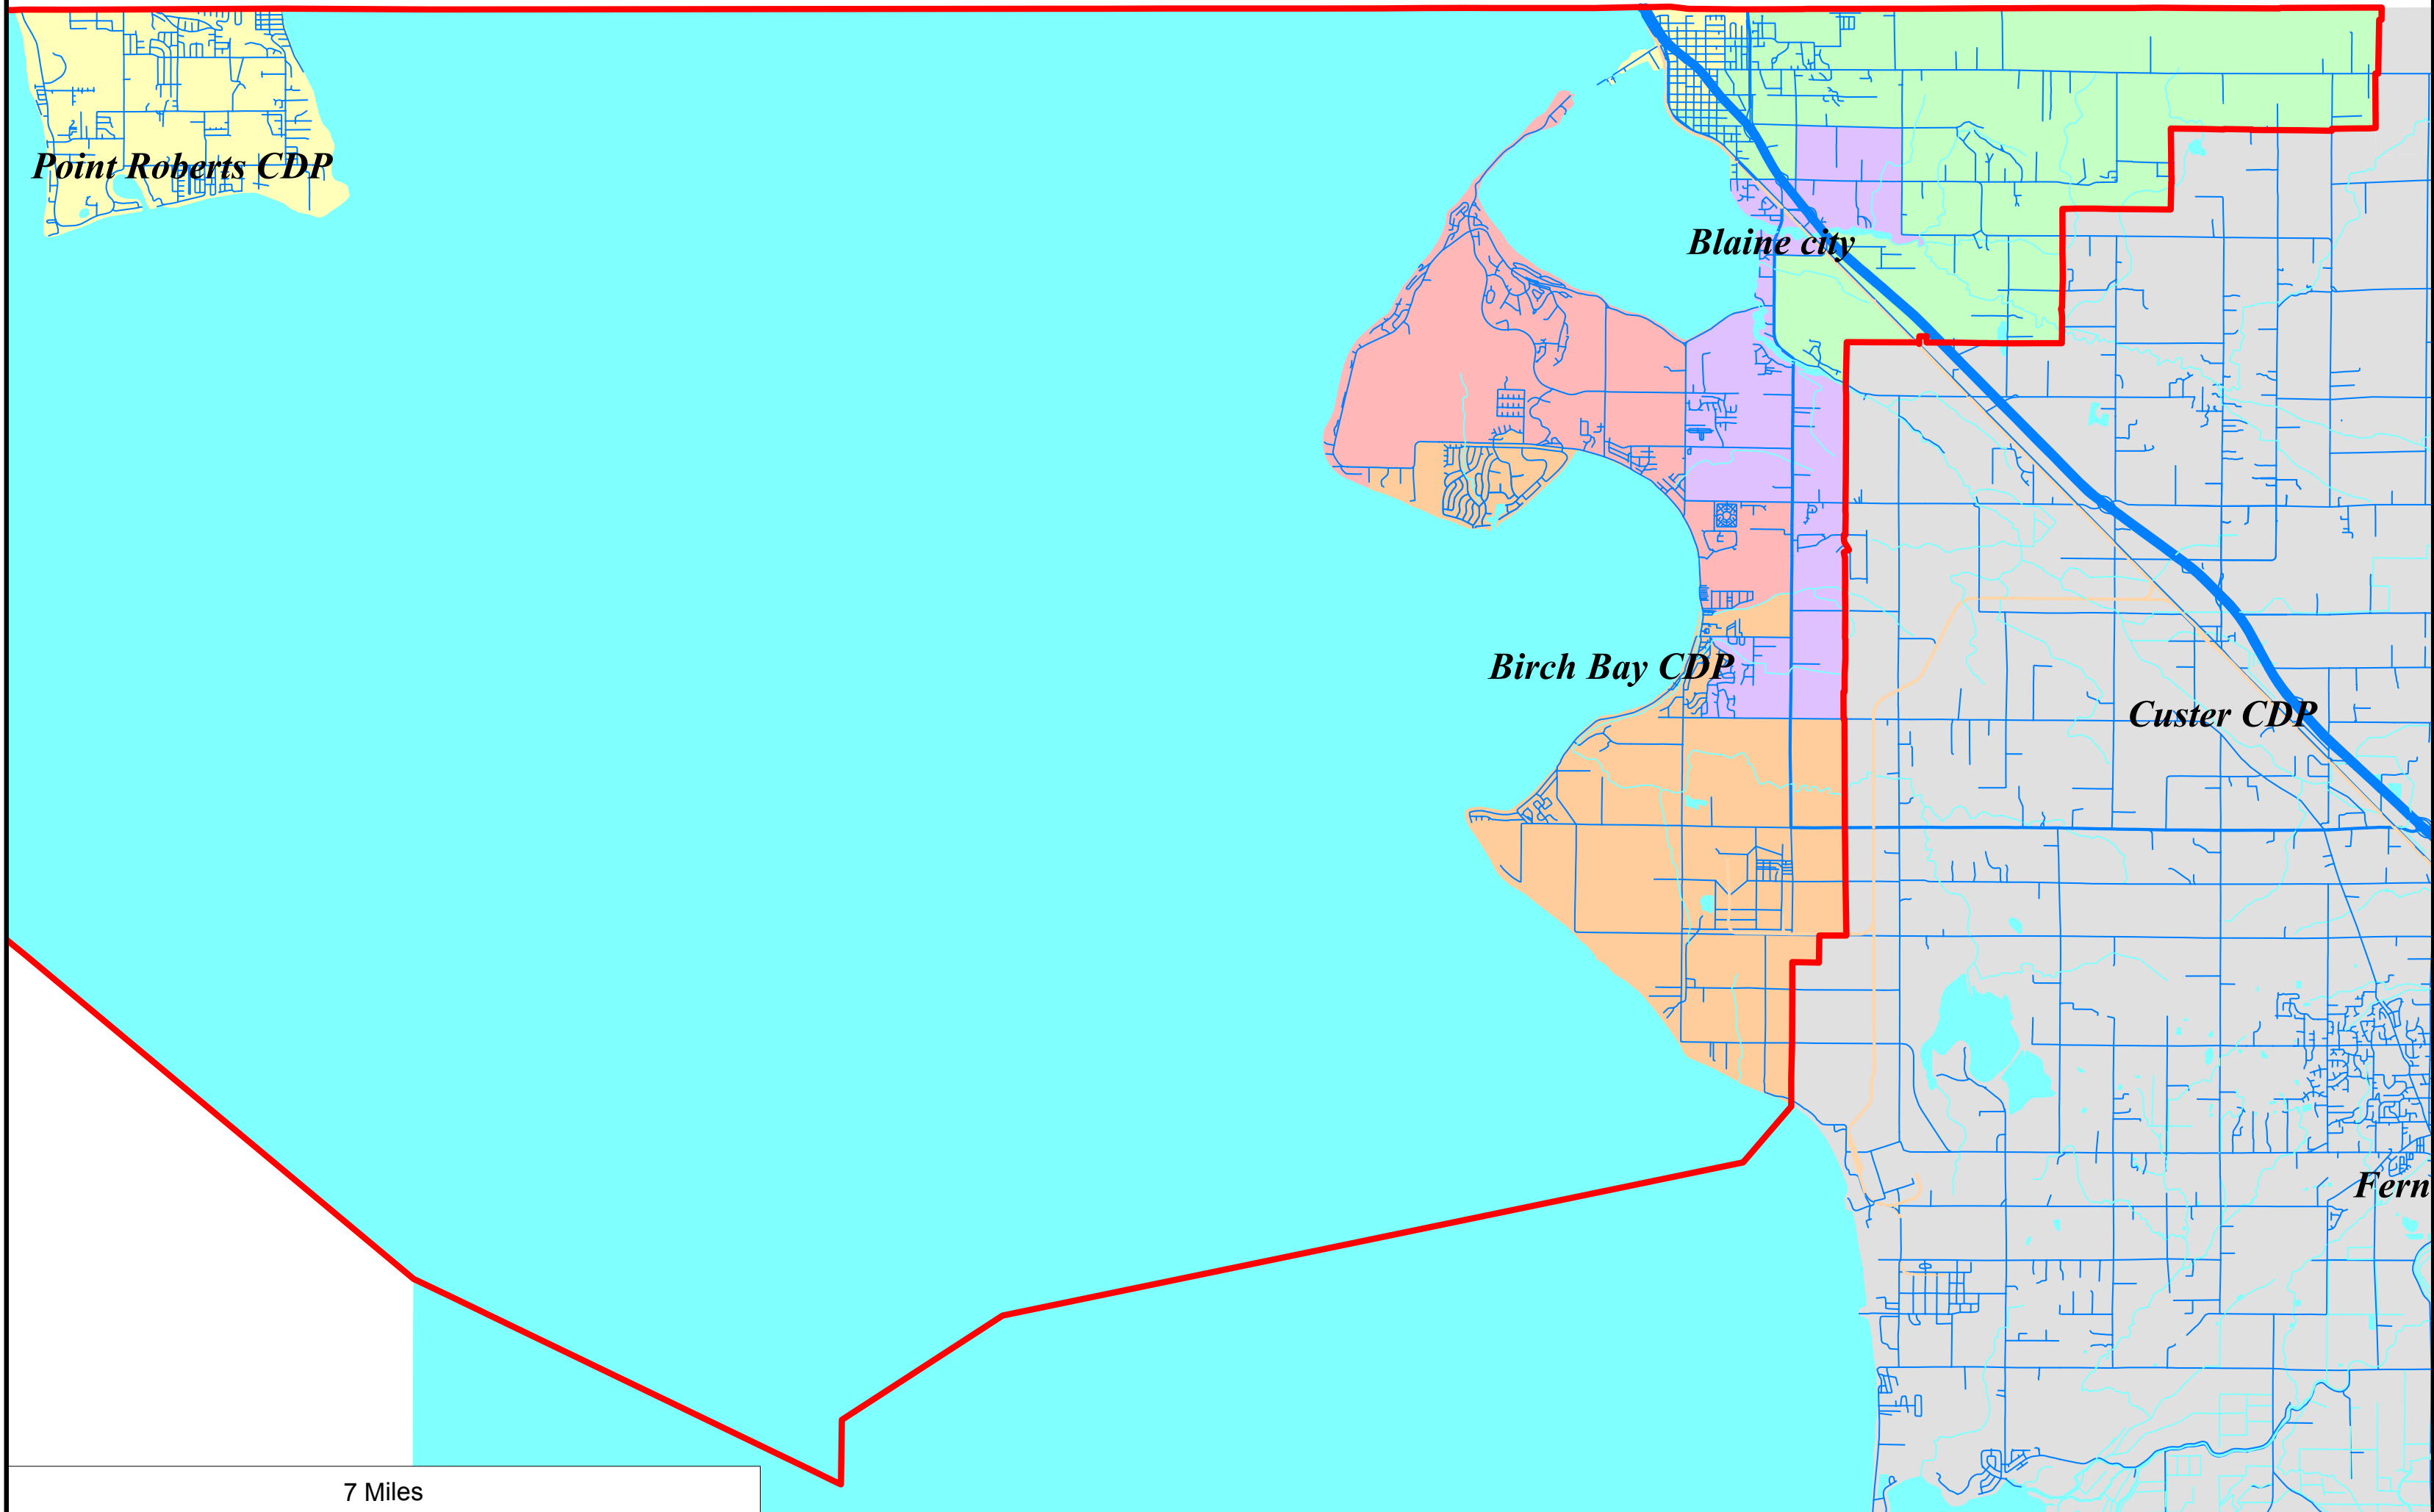 Point Roberts CDP
Blaine city
Birch Bay CDP
Custer CDP
Fern
7 Miles